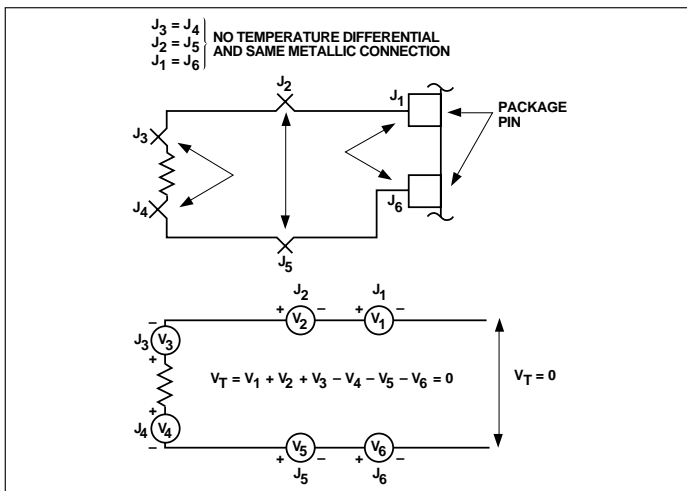 J3 = J4
J2 = J5
J1 = J6
NO TEMPERATURE DIFFERENTIAL
AND SAME METALLIC CONNECTION
J2
J1
PACKAGE
PIN
J3
J4
J6
J5
J2
J1
+ V2 −
+ V1 −
−
J3 V3
+
VT = V1 + V2 + V3 − V4 − V5 − V6 = 0
VT = 0
+
J4 V4
−
+ V5 −
+ V6 −
J5
J6